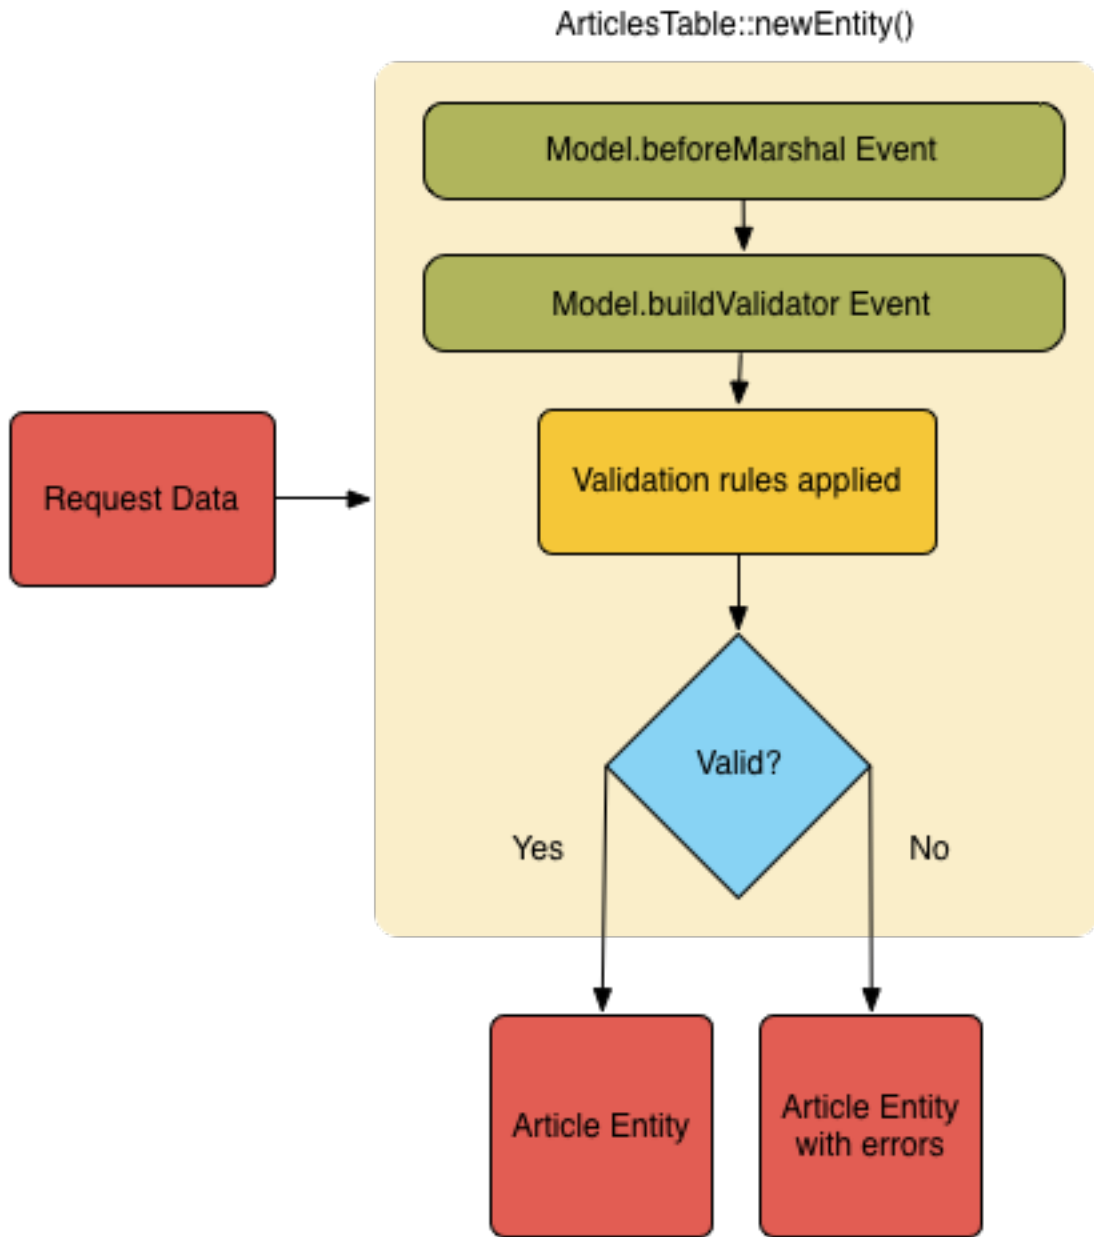 ArticlesTable::newEntity()
Model.beforeMarshal Event
Model.buildValidator Event
Request Data
Validation rules applied
Valid?
Yes
No
Article Entity
Article Entity
with errors